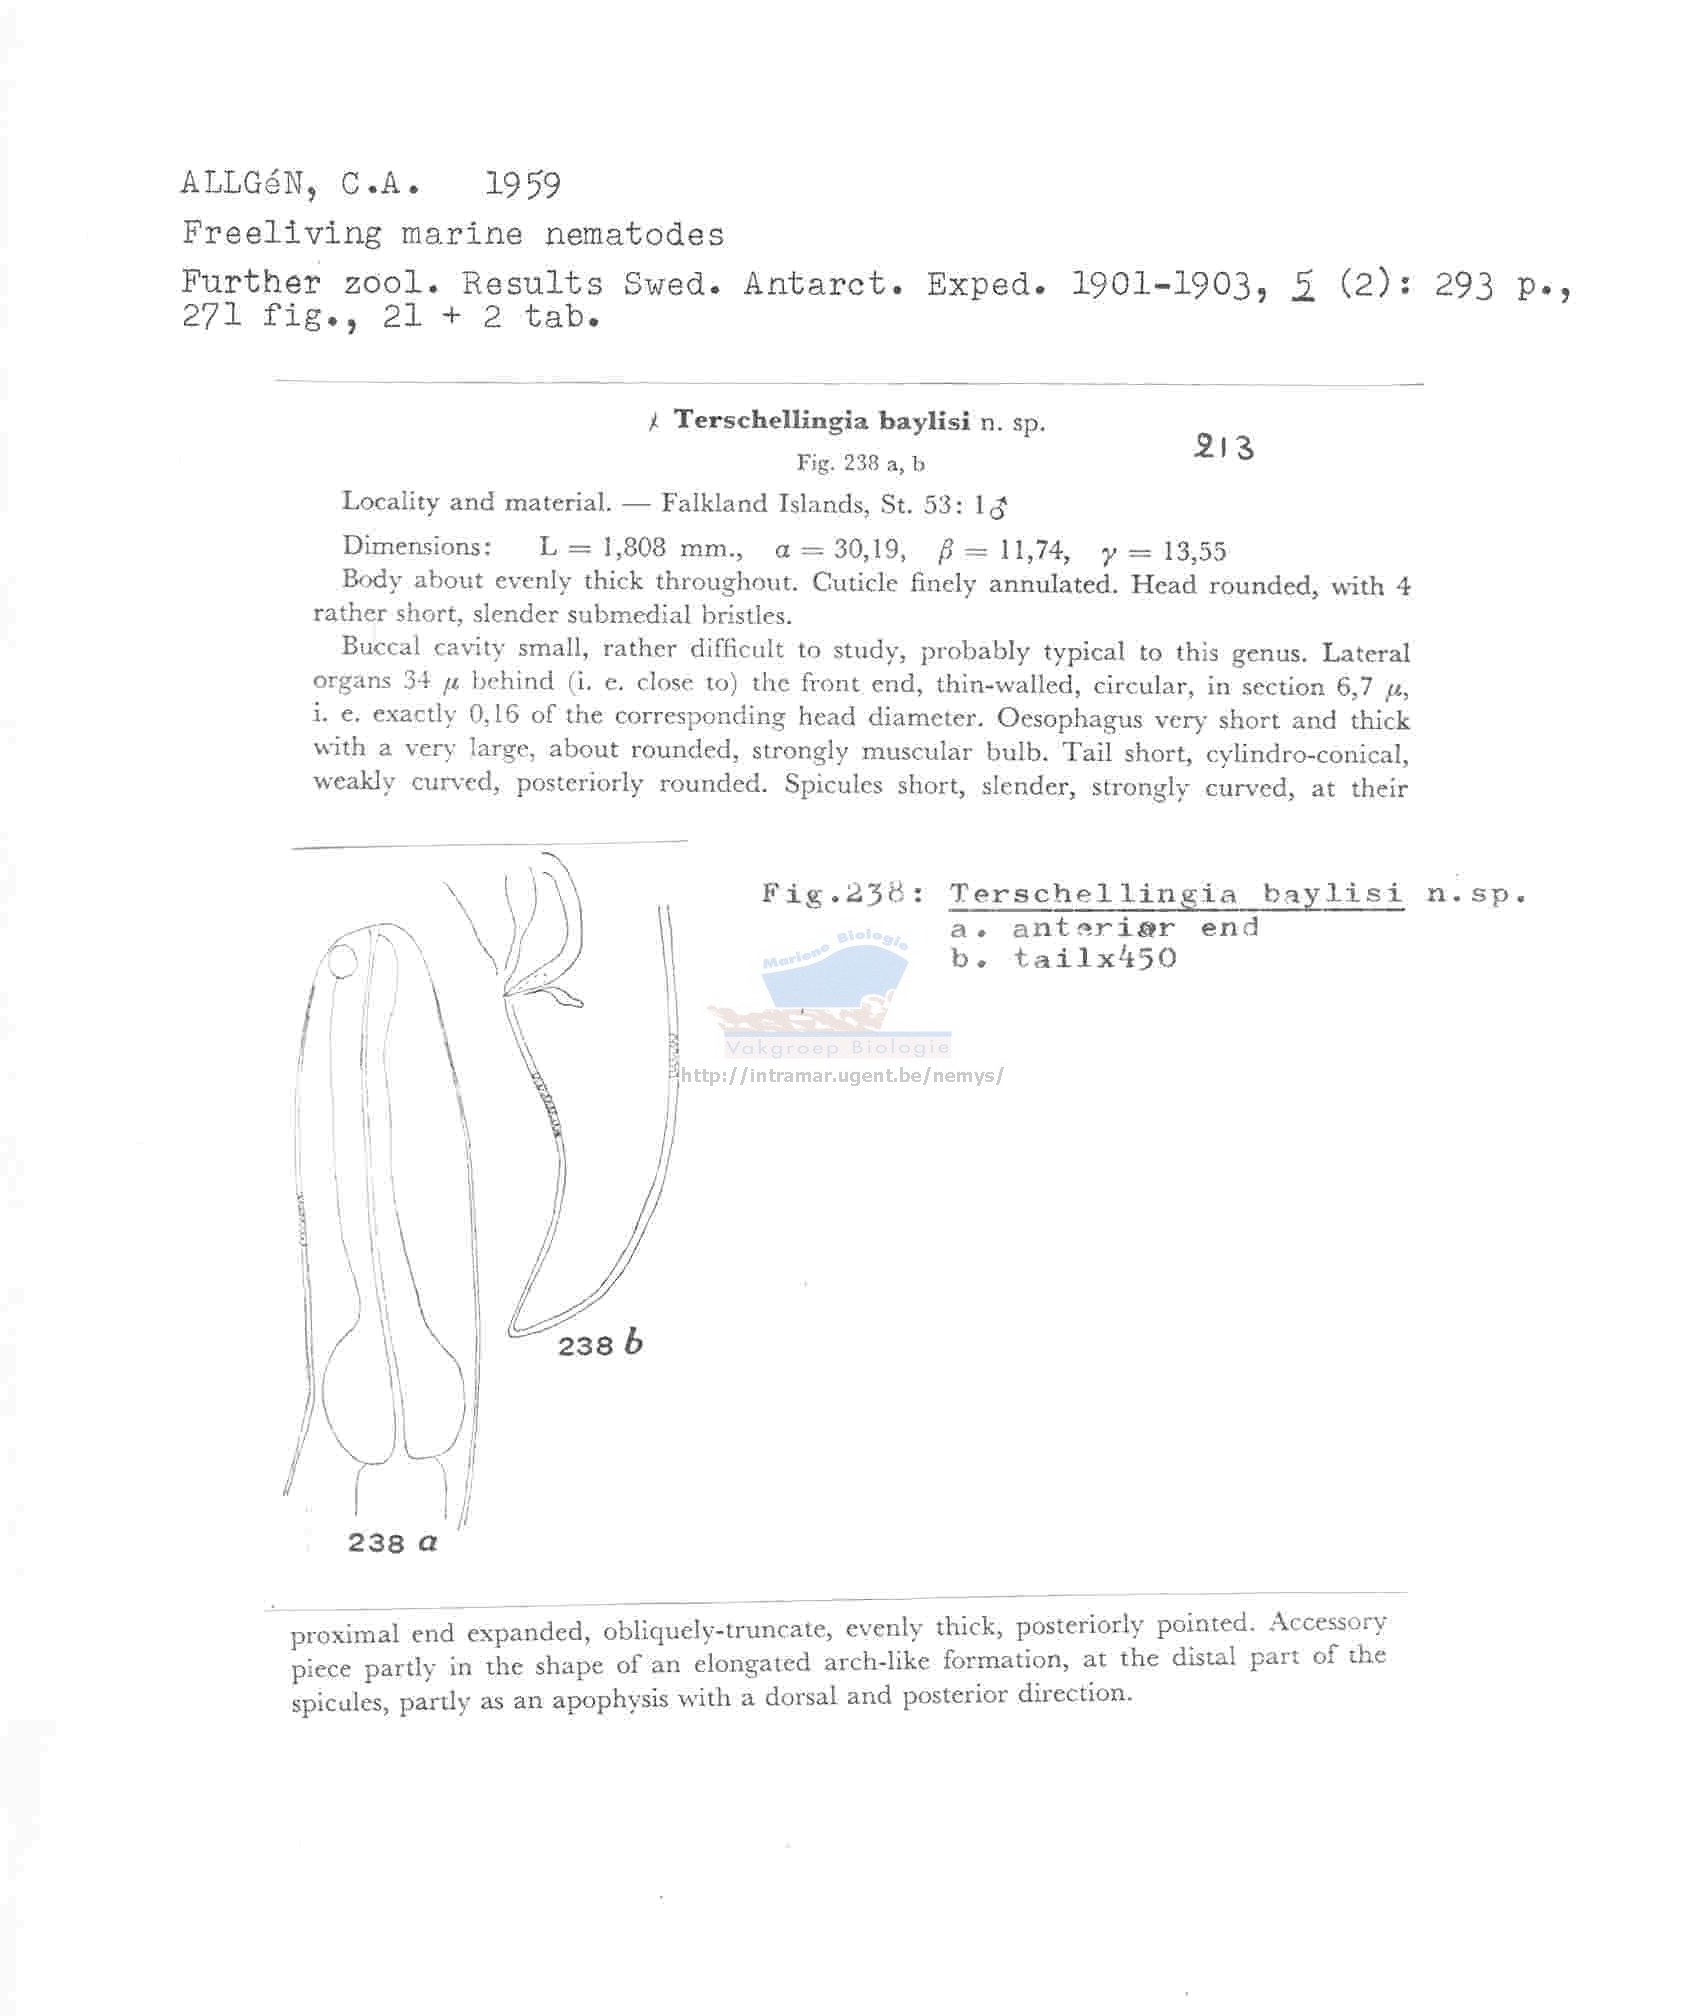 ALLGéN, C.A. 1959
Freeliving marine nematodes
Further zool. Results Swed. Antarct. Exped. 1901-1903, 5 (2): 293 p.,
271 fig., 21 + 2 tab.
Terschellingia baylisi n. sp.
213
Fig. 238 a, b
Locality and material. — Falkland Islands, St. 53: 1♂
Dimensions: L = 1,808 mm., α = 30,19, β = 11,74, γ = 13,55
Body about evenly thick throughout. Cuticle finely annulated. Head rounded, with 4
rather short, slender submedial bristles.
Buccal cavity small, rather difficult to study, probably typical to this genus. Lateral
organs 34 μ behind (i. e. close to) the front end, thin-walled, circular, in section 6,7 μ,
i. e. exactly 0,16 of the corresponding head diameter. Oesophagus very short and thick
with a very large, about rounded, strongly muscular bulb. Tail short, cylindro-conical,
weakly curved, posteriorly rounded. Spicules short, slender, strongly curved, at their
Fig.238: Terschellingia baylisi n.sp.
a. anterior end
b. tailx450
Mariene Biologie
Vakgroep Biologie
http://intramar.ugent.be/nemys/
238 b
238 a
proximal end expanded, obliquely-truncate, evenly thick, posteriorly pointed. Accessory
piece partly in the shape of an elongated arch-like formation, at the distal part of the
spicules, partly as an apophysis with a dorsal and posterior direction.